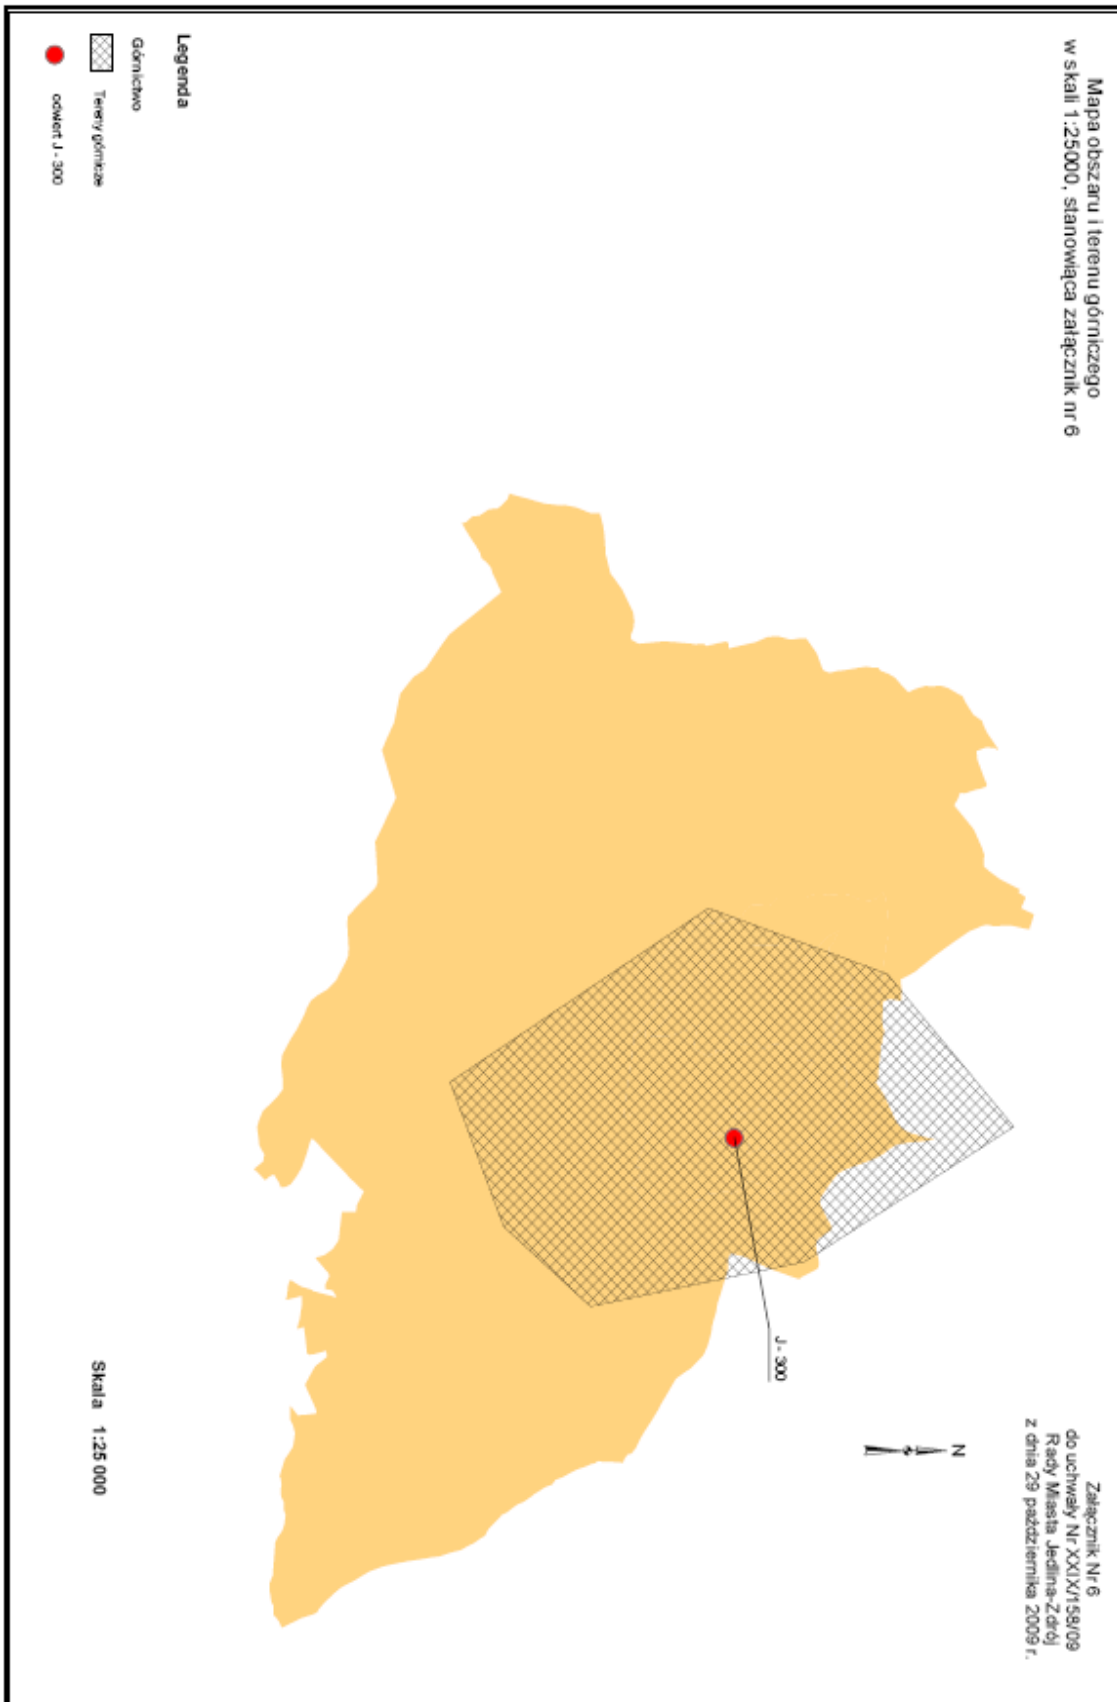 Mapa obszaru i terenu górniczego
w skali 1:25000, stanowiąca załącznik nr 6
Załącznik Nr 6
do uchwały Nr XXIX/158/09
Rady Miasta Jedlina-Zdrój
z dnia 29 października 2009 r.
N
J - 300
Legenda
Górnictwo
Tereny górnicze
odwiert J - 300
Skala 1:25 000